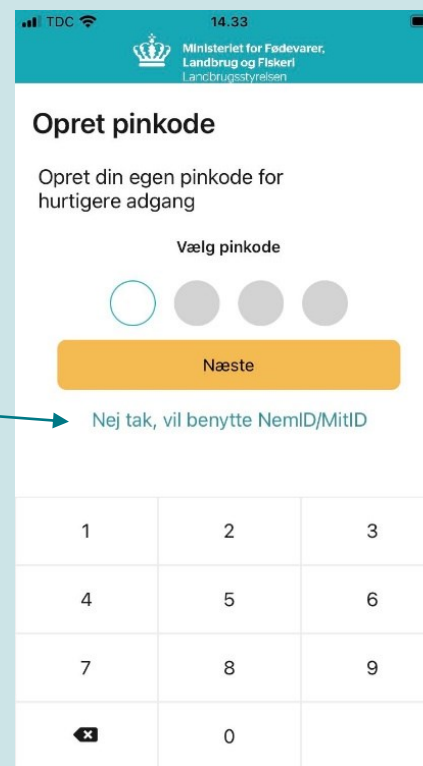 TDC 14.33
Ministeriet for Fødevarer,
Landbrug og Fiskeri
Landbrugsstyrelsen
Opret pinkode
Opret din egen pinkode for
hurtigere adgang
Vælg pinkode
Næste
Nej tak, vil benytte NemID/MitID
1 2 3
4 5 6
7 8 9
0